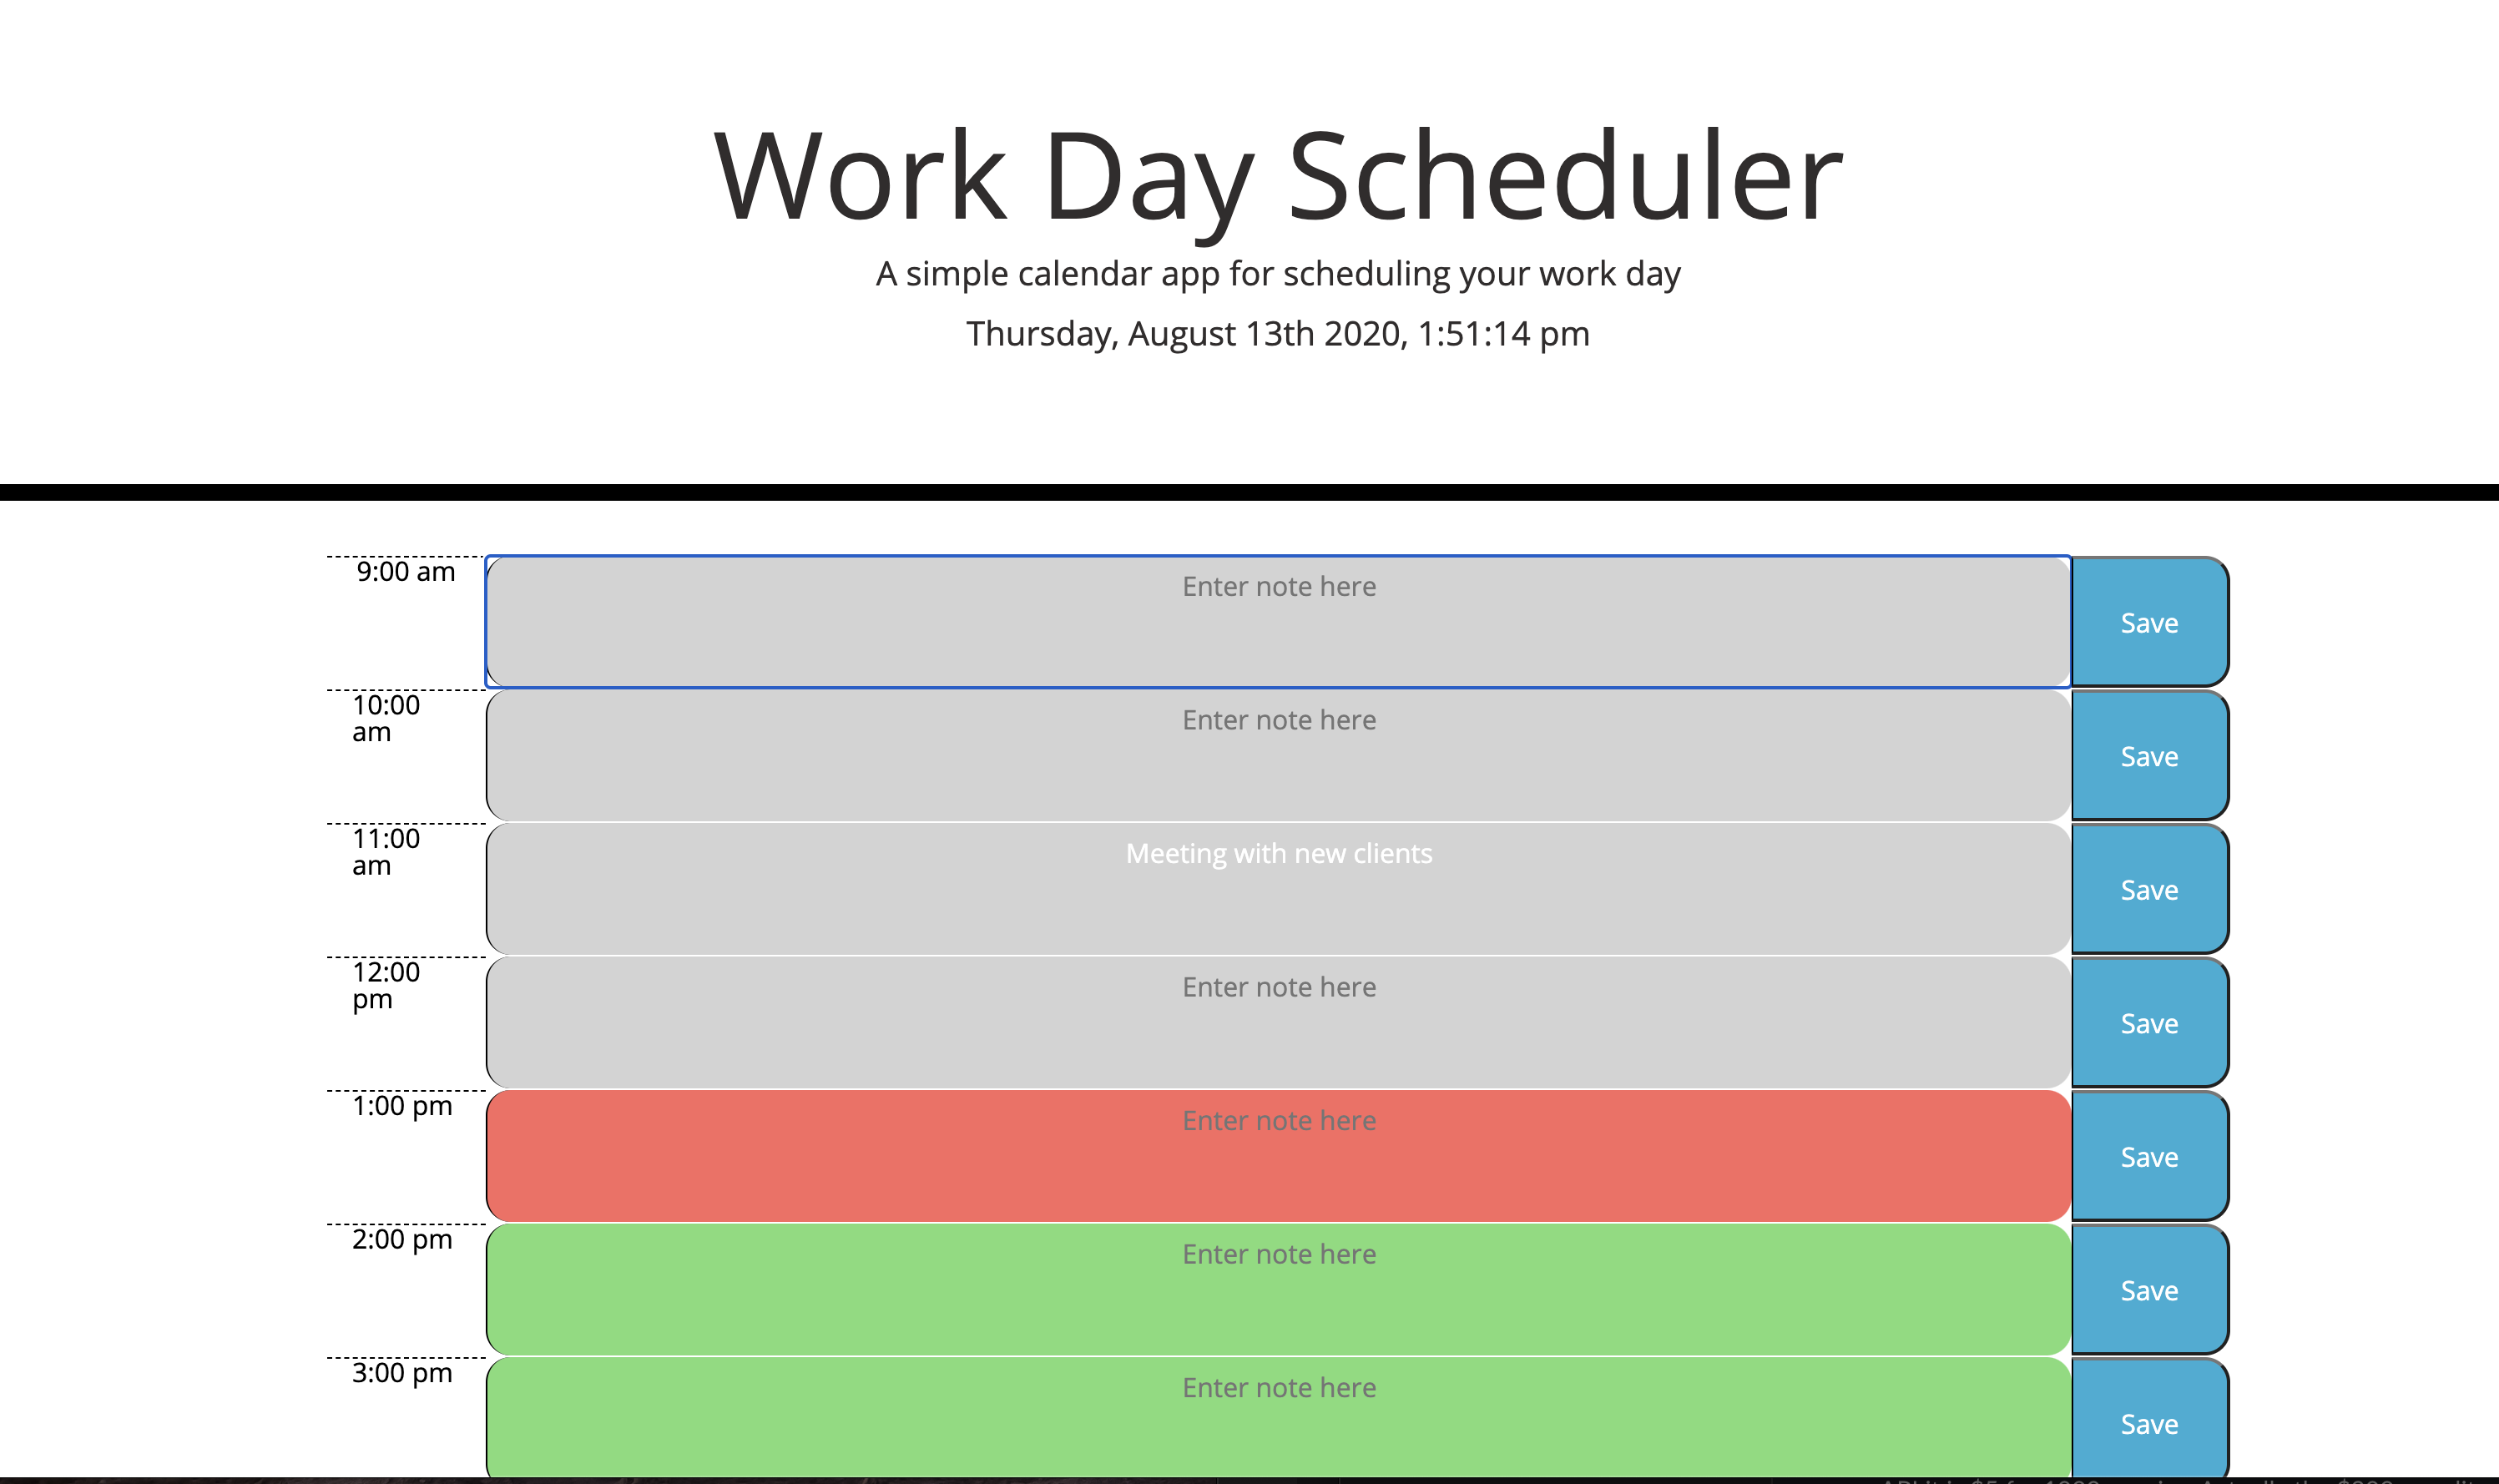 Work Day Scheduler
A simple calendar app for scheduling your work day
Thursday, August 13th 2020, 1:51:14 pm
9:00 am
Enter note here
Save
10:00
am
Enter note here
Save
11:00
am
Meeting with new clients
Save
12:00
pm
Enter note here
Save
1:00 pm
Enter note here
Save
2:00 pm
Enter note here
Save
3:00 pm
Enter note here
Save